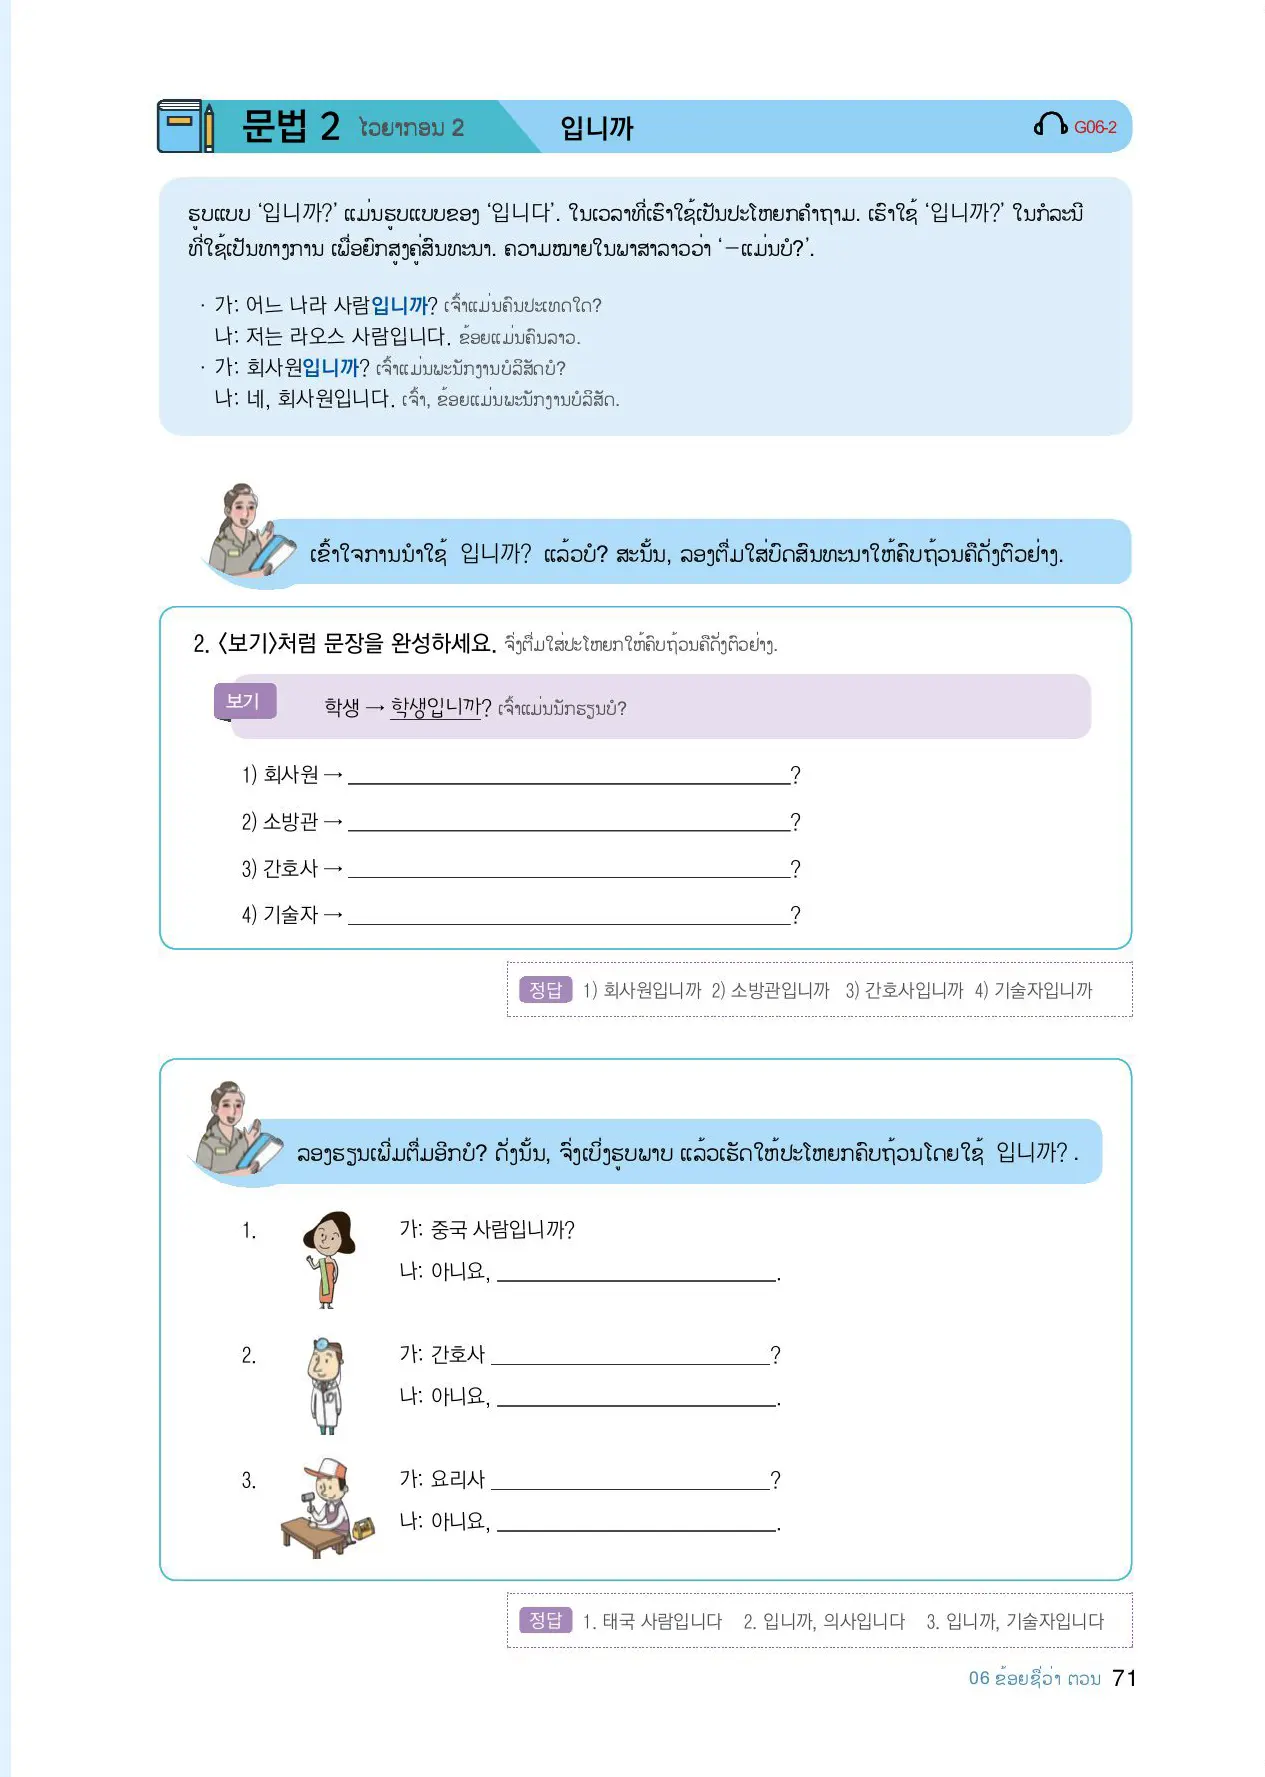 문법 2 ໄວຍາກອນ 2 입니까 G06-2
ຮູບແບບ ‘입니까?’ ແມ່ນຮູບແບບຂອງ ‘입니다’. ໃນເວລາທີ່ເຮົາໃຊ້ເປັນປະໂຫຍກຄຳຖາມ. ເຮົາໃຊ້ ‘입니까?’ ໃນກໍລະນີ
ທີ່ໃຊ້ເປັນທາງການ ເພື່ອຍົກສູງຄູ່ສົນທະນາ. ຄວາມໝາຍໃນພາສາລາວວ່າ ‘–ແມ່ນບໍ?’.
· 가: 어느 나라 사람입니까? ເຈົ້າແມ່ນຄົນປະເທດໃດ?
나: 저는 라오스 사람입니다. ຂ້ອຍແມ່ນຄົນລາວ.
· 가: 회사원입니까? ເຈົ້າແມ່ນພະນັກງານບໍລິສັດບໍ?
나: 네, 회사원입니다. ເຈົ້າ, ຂ້ອຍແມ່ນພະນັກງານບໍລິສັດ.
ເຂົ້າໃຈການນຳໃຊ້ 입니까? ແລ້ວບໍ? ສະນັ້ນ, ລອງຕື່ມໃສ່ບົດສົນທະນາໃຫ້ຄົບຖ້ວນຄືດັ່ງຕົວຢ່າງ.
2. 〈보기〉처럼 문장을 완성하세요. ຈົ່ງຕື່ມໃສ່ປະໂຫຍກໃຫ້ຄົບຖ້ວນຄືດັ່ງຕົວຢ່າງ.
보기 학생 → 학생입니까? ເຈົ້າແມ່ນນັກຮຽນບໍ?
1) 회사원 → ?
2) 소방관 → ?
3) 간호사 → ?
4) 기술자 → ?
정답 1) 회사원입니까 2) 소방관입니까 3) 간호사입니까 4) 기술자입니까
ລອງຮຽນເພີ່ມຕື່ມອີກບໍ? ດັ່ງນັ້ນ, ຈົ່ງເບິ່ງຮູບພາບ ແລ້ວເຮັດໃຫ້ປະໂຫຍກຄົບຖ້ວນໂດຍໃຊ້ 입니까? .
1. 가: 중국 사람입니까?
나: 아니요, .
2. 가: 간호사 ?
나: 아니요, .
3. 가: 요리사 ?
나: 아니요, .
정답 1. 태국 사람입니다 2. 입니까, 의사입니다 3. 입니까, 기술자입니다
06 ຂ້ອຍຊື່ວ່າ ຕວນ 71